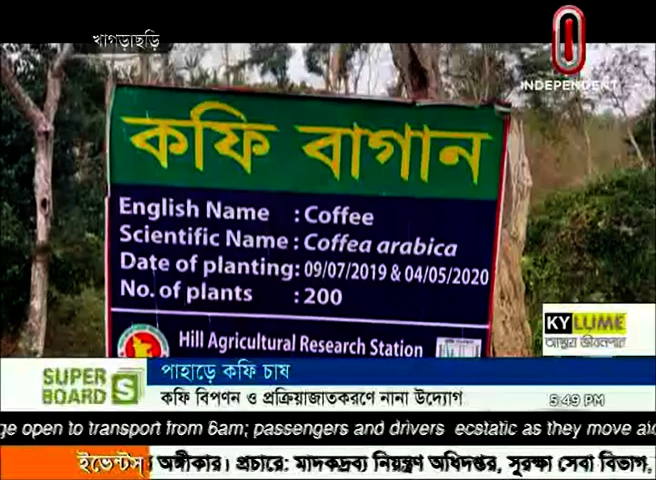 খাগড়াছড়ি
INDEPENDENT
কফি বাগান
English Name : Coffee
Scientific Name : Coffea arabica
Date of planting: 09/07/2019 & 04/05/2020
No. of plants : 200
Hill Agricultural Research Station
KY LUME
SUPER BOARD S
পাহাড়ে কফি চাষ
কফি বিপণন ও প্রক্রিয়াজাতকরণে নানা উদ্যোগ
5:49 PM
ge open to transport from 6am; passengers and drivers ecstatic as they move
ইভেন্টস
অঙ্গীকার। প্রচারে: মাদকদ্রব্য নিয়ন্ত্রণ অধিদপ্তর, সুরক্ষা সেবা বিভাগ,